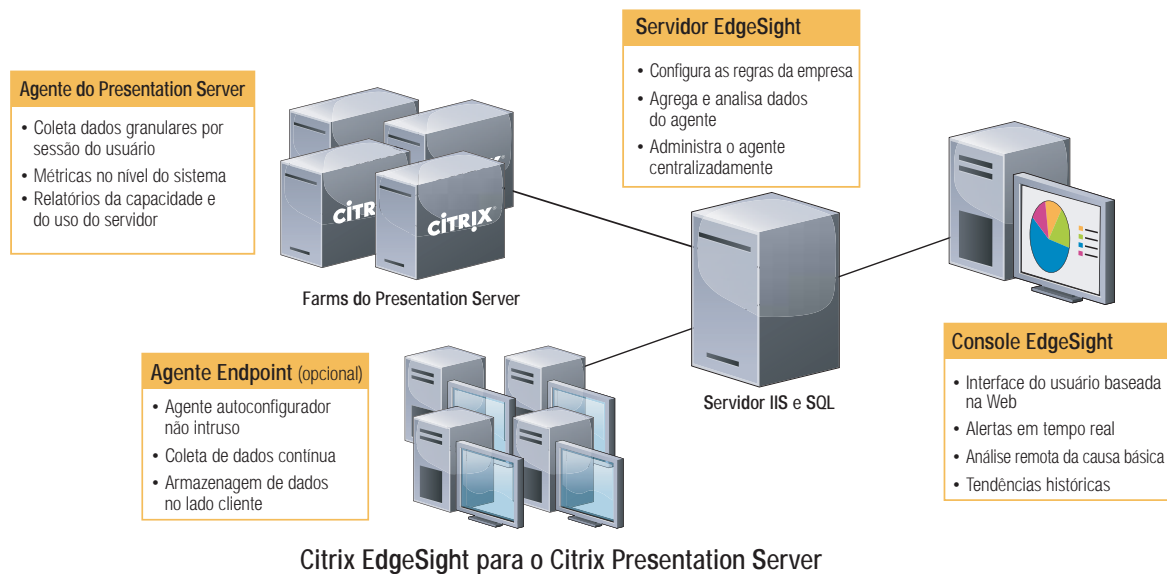 Agente do Presentation Server
• Coleta dados granulares por
sessão do usuário
• Métricas no nível do sistema
• Relatórios da capacidade e
do uso do servidor
CITRIX
CITRIX
Farms do Presentation Server
Servidor EdgeSight
• Configura as regras da empresa
• Agrega e analisa dados
do agente
• Administra o agente
centralizadamente
Servidor IIS e SQL
Agente Endpoint (opcional)
• Agente autoconfigurador
não intruso
• Coleta de dados contínua
• Armazenagem de dados
no lado cliente
Console EdgeSight
• Interface do usuário baseada
na Web
• Alertas em tempo real
• Análise remota da causa básica
• Tendências históricas
Citrix EdgeSight para o Citrix Presentation Server